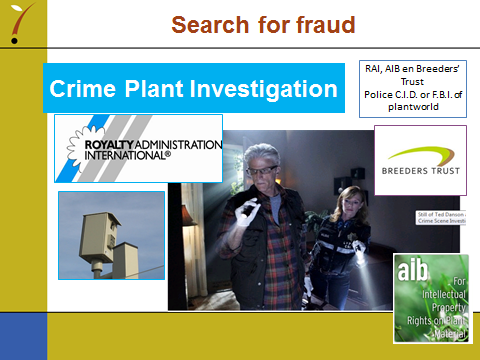 Search for fraud
Crime Plant Investigation
RAI, AIB en Breeders'
Trust
Police C.I.D. or F.B.I. of
plantworld
ROYALTY ADMINISTRATION
INTERNATIONAL®
BREEDERS TRUST
Still of Ted Danson
Crime Scene Investi
aib
For
Intellectual
Property
Rights on Plant
Material